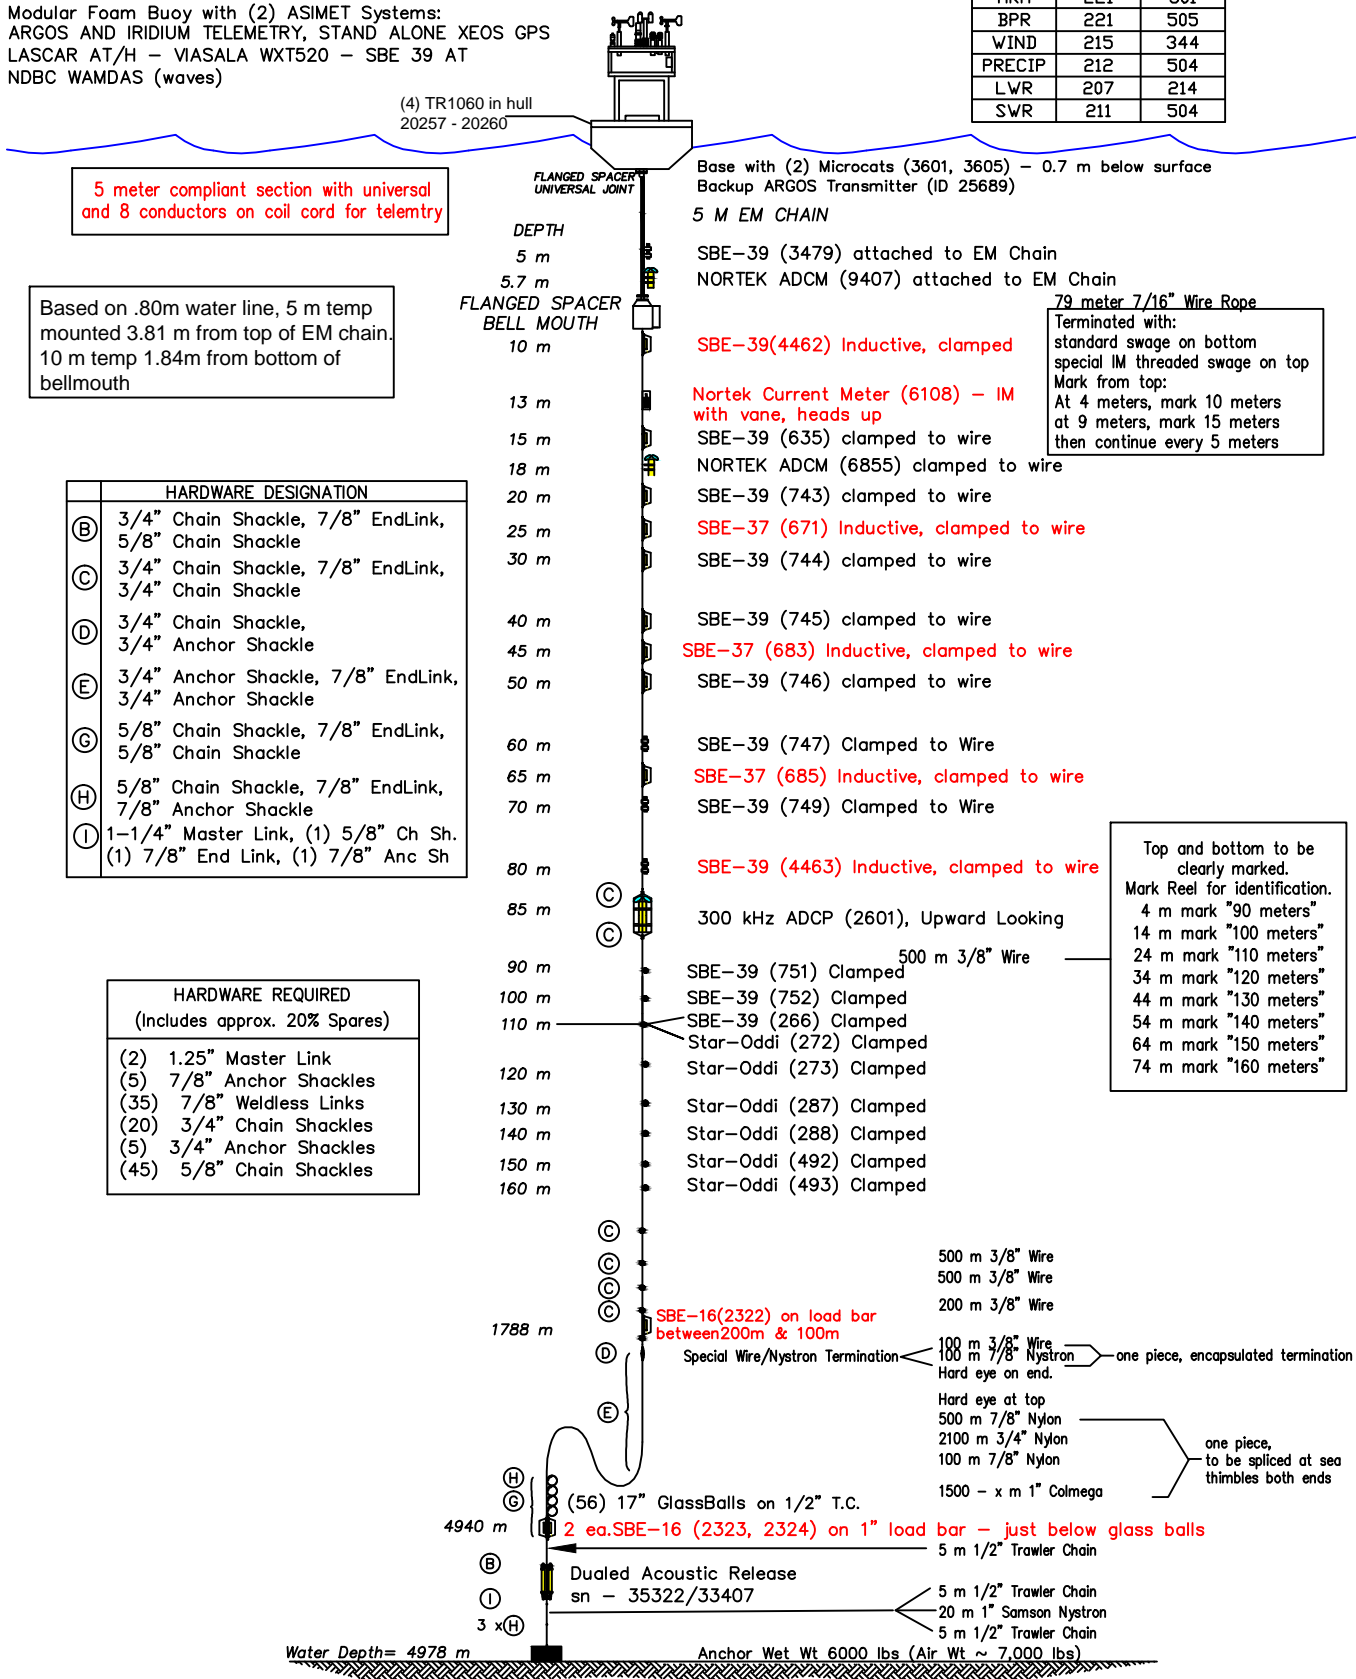 Modular Foam Buoy with (2) ASIMET Systems:
ARGOS AND IRIDIUM TELEMETRY, STAND ALONE XEOS GPS
LASCAR AT/H – VIASALA WXT520 – SBE 39 AT
NDBC WAMDAS (waves)
BPR 221 505
WIND 215 344
PRECIP 212 504
LWR 207 214
SWR 211 504
(4) TR1060 in hull
20257 - 20260
5 meter compliant section with universal
and 8 conductors on coil cord for telemtry
FLANGED SPACER
UNIVERSAL JOINT
Base with (2) Microcats (3601, 3605) – 0.7 m below surface
Backup ARGOS Transmitter (ID 25689)
5 M EM CHAIN
DEPTH
5 m SBE–39 (3479) attached to EM Chain
5.7 m NORTEK ADCM (9407) attached to EM Chain
FLANGED SPACER
BELL MOUTH
Based on .80m water line, 5 m temp
mounted 3.81 m from top of EM chain.
10 m temp 1.84m from bottom of
bellmouth
79 meter 7/16" Wire Rope
Terminated with:
standard swage on bottom
special IM threaded swage on top
Mark from top:
At 4 meters, mark 10 meters
at 9 meters, mark 15 meters
then continue every 5 meters
10 m SBE–39(4462) Inductive, clamped
13 m Nortek Current Meter (6108) – IM
with vane, heads up
15 m SBE–39 (635) clamped to wire
18 m NORTEK ADCM (6855) clamped to wire
20 m SBE–39 (743) clamped to wire
25 m SBE–37 (671) Inductive, clamped to wire
30 m SBE–39 (744) clamped to wire
40 m SBE–39 (745) clamped to wire
45 m SBE–37 (683) Inductive, clamped to wire
50 m SBE–39 (746) clamped to wire
60 m SBE–39 (747) Clamped to Wire
65 m SBE–37 (685) Inductive, clamped to wire
70 m SBE–39 (749) Clamped to Wire
80 m SBE–39 (4463) Inductive, clamped to wire
C
85 m 300 kHz ADCP (2601), Upward Looking
C
HARDWARE DESIGNATION
B 3/4" Chain Shackle, 7/8" EndLink,
5/8" Chain Shackle
C 3/4" Chain Shackle, 7/8" EndLink,
3/4" Chain Shackle
D 3/4" Chain Shackle,
3/4" Anchor Shackle
E 3/4" Anchor Shackle, 7/8" EndLink,
3/4" Anchor Shackle
G 5/8" Chain Shackle, 7/8" EndLink,
5/8" Chain Shackle
H 5/8" Chain Shackle, 7/8" EndLink,
7/8" Anchor Shackle
I 1–1/4" Master Link, (1) 5/8" Ch Sh.
(1) 7/8" End Link, (1) 7/8" Anc Sh
Top and bottom to be
clearly marked.
Mark Reel for identification.
4 m mark "90 meters"
14 m mark "100 meters"
24 m mark "110 meters"
34 m mark "120 meters"
44 m mark "130 meters"
54 m mark "140 meters"
64 m mark "150 meters"
74 m mark "160 meters"
500 m 3/8" Wire
90 m SBE–39 (751) Clamped
100 m SBE–39 (752) Clamped
110 m SBE–39 (266) Clamped
Star–Oddi (272) Clamped
120 m Star–Oddi (273) Clamped
130 m Star–Oddi (287) Clamped
140 m Star–Oddi (288) Clamped
150 m Star–Oddi (492) Clamped
160 m Star–Oddi (493) Clamped
HARDWARE REQUIRED
(Includes approx. 20% Spares)
(2) 1.25" Master Link
(5) 7/8" Anchor Shackles
(35) 7/8" Weldless Links
(20) 3/4" Chain Shackles
(5) 3/4" Anchor Shackles
(45) 5/8" Chain Shackles
C
C 500 m 3/8" Wire
C 500 m 3/8" Wire
C 200 m 3/8" Wire
1788 m SBE–16(2322) on load bar
between200m & 100m
D Special Wire/Nystron Termination
100 m 3/8" Wire
100 m 7/8" Nystron
Hard eye on end.
one piece, encapsulated termination
E
Hard eye at top
500 m 7/8" Nylon
2100 m 3/4" Nylon
100 m 7/8" Nylon
1500 – x m 1" Colmega
one piece,
to be spliced at sea
thimbles both ends
H
G (56) 17" GlassBalls on 1/2" T.C.
4940 m 2 ea.SBE–16 (2323, 2324) on 1" load bar – just below glass balls
5 m 1/2" Trawler Chain
B Dualed Acoustic Release
I sn – 35322/33407
3 x H
5 m 1/2" Trawler Chain
20 m 1" Samson Nystron
5 m 1/2" Trawler Chain
Water Depth= 4978 m Anchor Wet Wt 6000 lbs (Air Wt ~ 7,000 lbs)